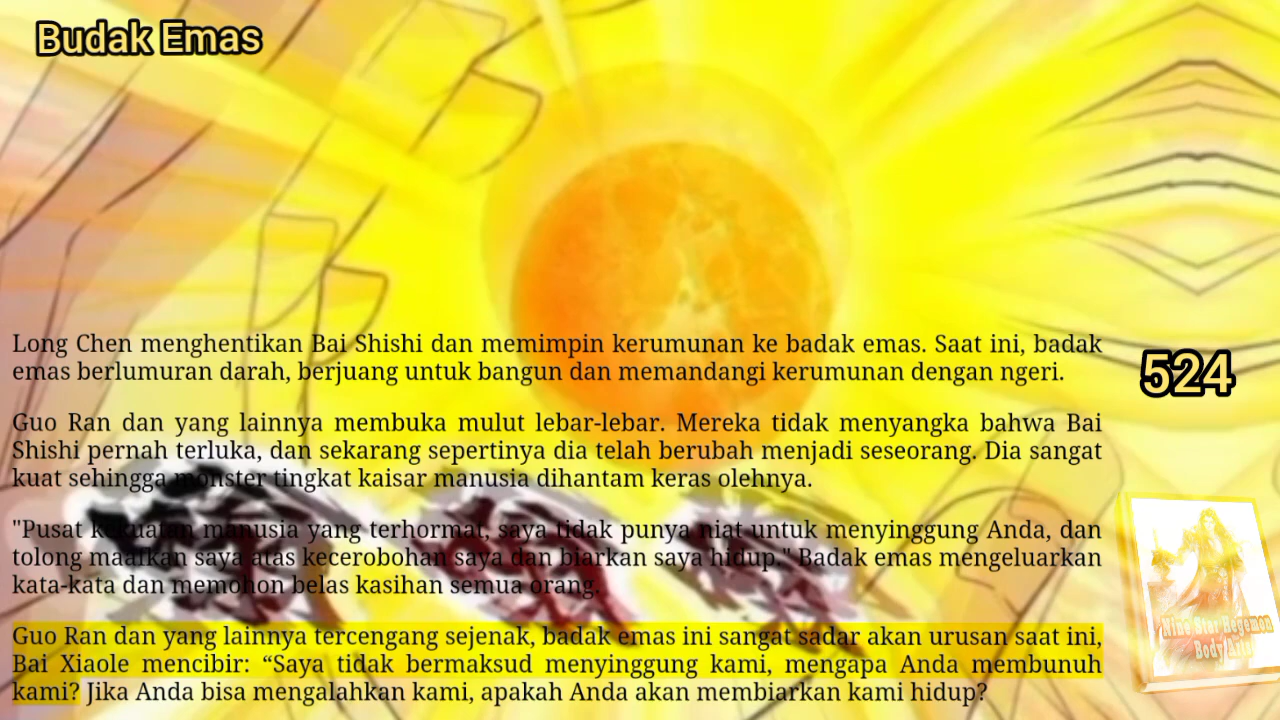 Budak Emas
Long Chen menghentikan Bai Shishi dan memimpin kerumunan ke badak emas. Saat ini, badak
emas berlumuran darah, berjuang untuk bangun dan memandangi kerumunan dengan ngeri.
524
Guo Ran dan yang lainnya membuka mulut lebar-lebar. Mereka tidak menyangka bahwa Bai
Shishi pernah terluka, dan sekarang sepertinya dia telah berubah menjadi seseorang. Dia sangat
kuat sehingga monster tingkat kaisar manusia dihantam keras olehnya.
"Pusat kekuatan manusia yang terhormat, saya tidak punya niat untuk menyinggung Anda, dan
tolong maafkan saya atas kecerobohan saya dan biarkan saya hidup." Badak emas mengeluarkan
kata-kata dan memohon belas kasihan semua orang.
Guo Ran dan yang lainnya tercengang sejenak, badak emas ini sangat sadar akan urusan saat ini,
Bai Xiaole mencibir: “Saya tidak bermaksud menyinggung kami, mengapa Anda membunuh
kami? Jika Anda bisa mengalahkan kami, apakah Anda akan membiarkan kami hidup?
Nine Star Hegemon
Body Arts